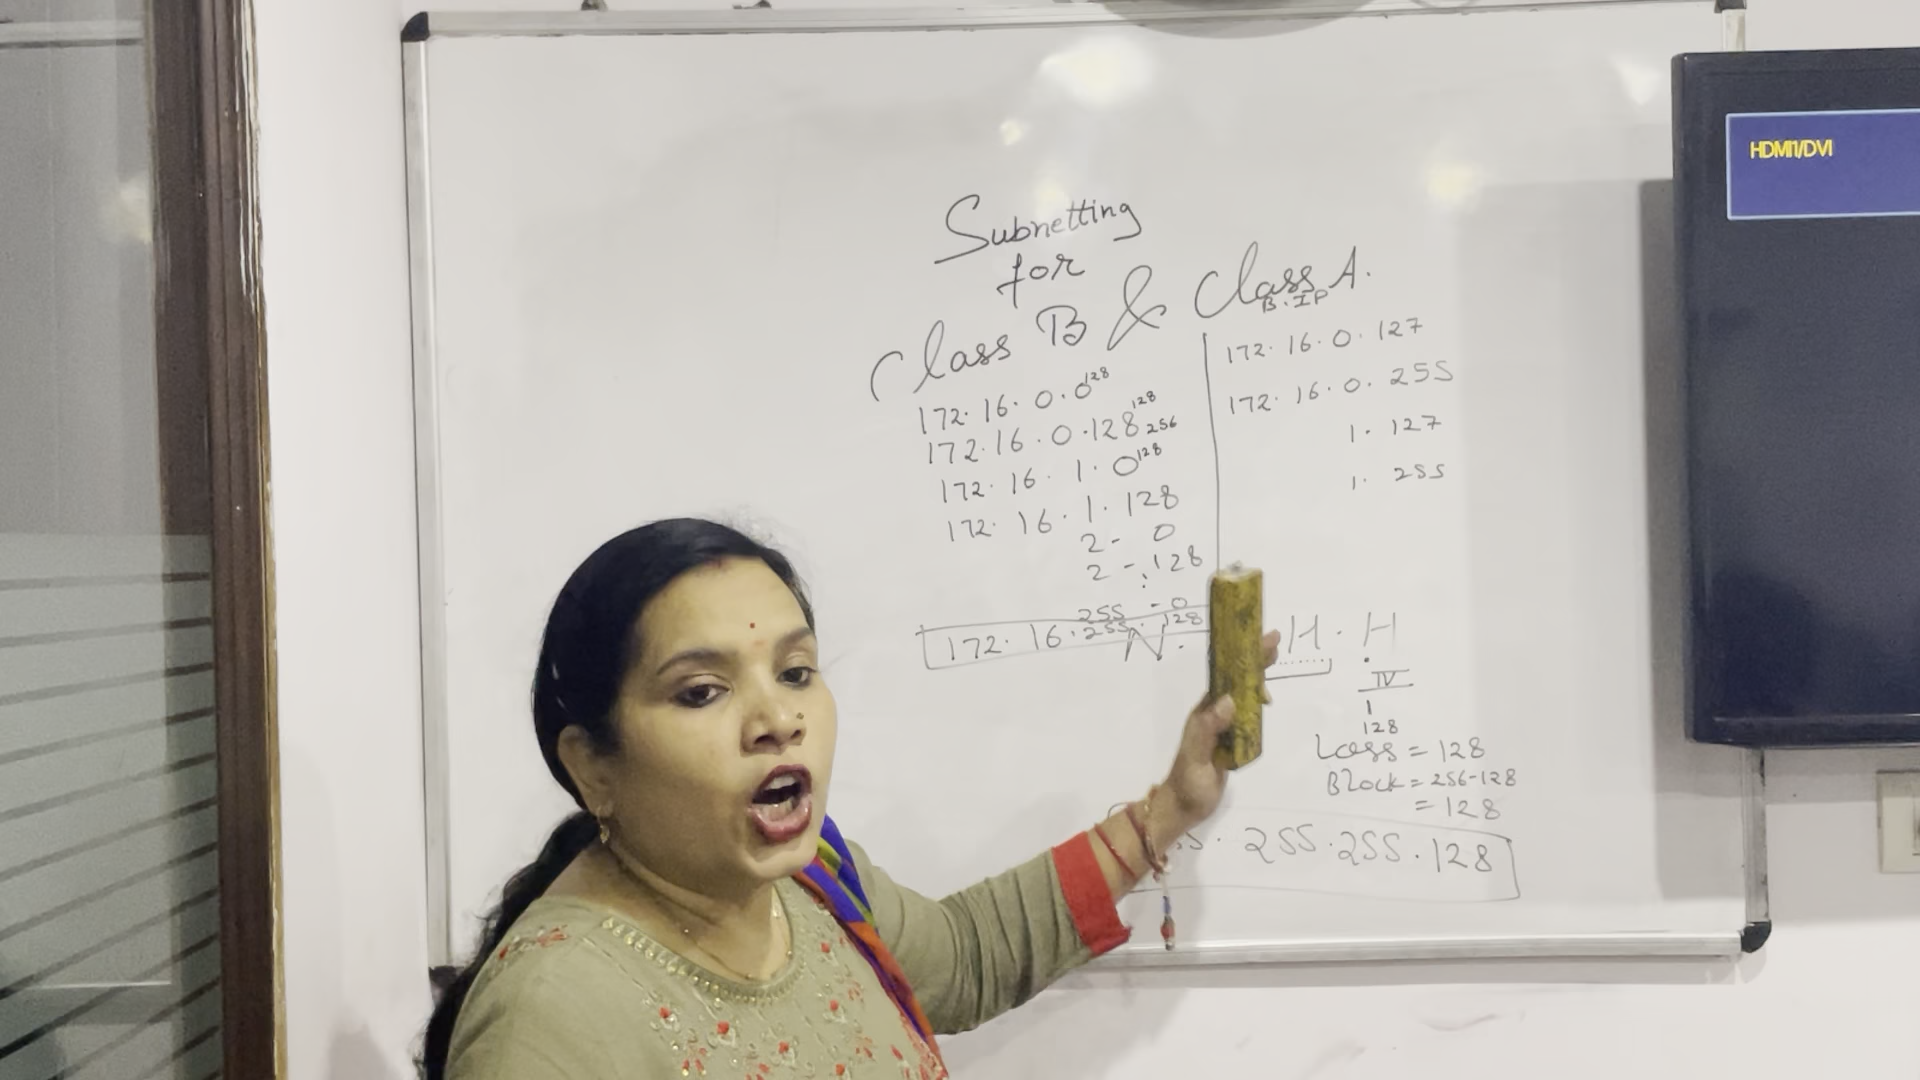 Subnetting
for
Class B & Class A.
B. IP
172. 16. 0. 0 128
172. 16. 0. 128 128
256
172. 16. 1. 0 128
172. 16. 1. 128
2 - 0
2 - 128
:
255 - 0
172. 16. 255. 128
172. 16. 0. 127
172. 16. 0. 255
1. 127
1. 255
N.
H. H
IV
1
128
Loss = 128
Block = 256-128
= 128
255. 255. 128
HDMI1/DVI